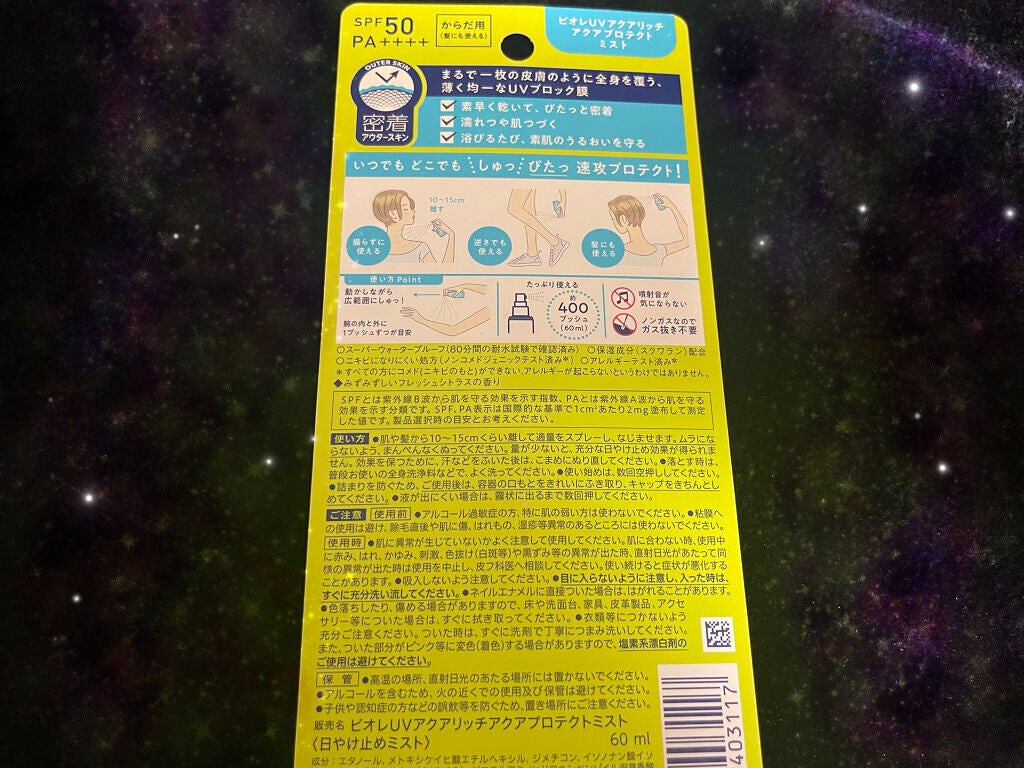 SPF50
PA++++
からだ用
(髪にも使える)
ビオレUVアクアリッチ
アクアプロテクト
ミスト
OUTER SKIN
密着
アウタースキン
まるで一枚の皮膚のように全身を覆う、
薄く均一なUVブロック膜
素早く乾いて、ぴたっと密着
濡れつや肌つづく
浴びるたび、素肌のうるおいを守る
いつでも どこでも しゅっ ぴたっ 速攻プロテクト!
10~15cm
離す
振らずに
使える
逆さでも
使える
髪にも
使える
使い方Point
動かしながら
広範囲にしゅっ!
腕の内と外に
1プッシュずつが目安
たっぷり使える
約
400
プッシュ
(60mL)
噴射音が
気にならない
ノンガスなので
ガス抜き不要
○スーパーウォータープルーフ(80分間の耐水試験で確認済み) ○保湿成分(スクワラン)配合
○ニキビになりにくい処方(ノンコメドジェニックテスト済み*) ○アレルギーテスト済み*
*すべての方にコメド(ニキビのもと)ができない、アレルギーが起こらないというわけではありません。
◆みずみずしいフレッシュシトラスの香り
SPFとは紫外線B波から肌を守る効果を示す指数、PAとは紫外線A波から肌を守る
効果を示す分類です。SPF、PA表示は国際的な基準で1cm²あたり2mg塗布して測定
した値です。製品選択時の目安とお考えください。
使い方 ●肌や髪から10~15cmくらい離して適量をスプレーし、なじませます。ムラにな
らないよう、まんべんなくぬってください。量が少ないと、充分な日やけ止め効果が得られま
せん。効果を保つために、汗などをふいた後は、こまめにぬり直してください。●落とす時は、
普段お使いの全身洗浄料などで、よく洗ってください。●使い始めは、数回空押ししてください。
●詰まりを防ぐため、ご使用後は、容器の口もとをきれいにふき取り、キャップをきちんとし
めてください。●液が出にくい場合は、霧状に出るまで数回押してください。
ご注意 使用前 ●アルコール過敏症の方、特に肌の弱い方は使わないでください。●粘膜へ
の使用は避け、除毛直後や肌に傷、はれもの、湿疹等異常のあるところには使わないでください。
使用時 ●肌に異常が生じていないかよく注意して使用してください。肌に合わない時、使用中
に赤み、はれ、かゆみ、刺激、色抜け(白斑等)や黒ずみ等の異常が出た時、直射日光があたって同
様の異常が出た時は使用を中止し、皮フ科医へ相談してください。使い続けると症状が悪化する
ことがあります。●吸入しないよう注意してください。●目に入らないように注意し、入った時は、
すぐに充分洗い流してください。●ネイルエナメルに直接ついた場合は、はがれることがあります。
●色落ちしたり、傷める場合がありますので、床や洗面台、家具、皮革製品、アクセ
サリー等についた場合は、すぐに拭き取ってください。●衣類等につかないよう
充分ご注意ください。ついた時は、すぐに洗剤で丁寧につまみ洗いしてください。
また、ついた部分がピンク等に変色(着色)する場合がありますので、塩素系漂白剤の
ご使用は避けてください。
保管 ●高温の場所、直射日光のあたる場所には置かないでください。
●アルコールを含むため、火の近くでの使用及び保管は避けてください。
●子供や認知症の方などの誤飲等を防ぐため、置き場所にご注意ください。
販売名 ビオレUVアクアリッチアクアプロテクトミスト
〈日やけ止めミスト〉 60 ml
成分:エタノール、メトキシケイヒ酸エチルヘキシル、ジメチコン、イソノナン酸イソ
403117